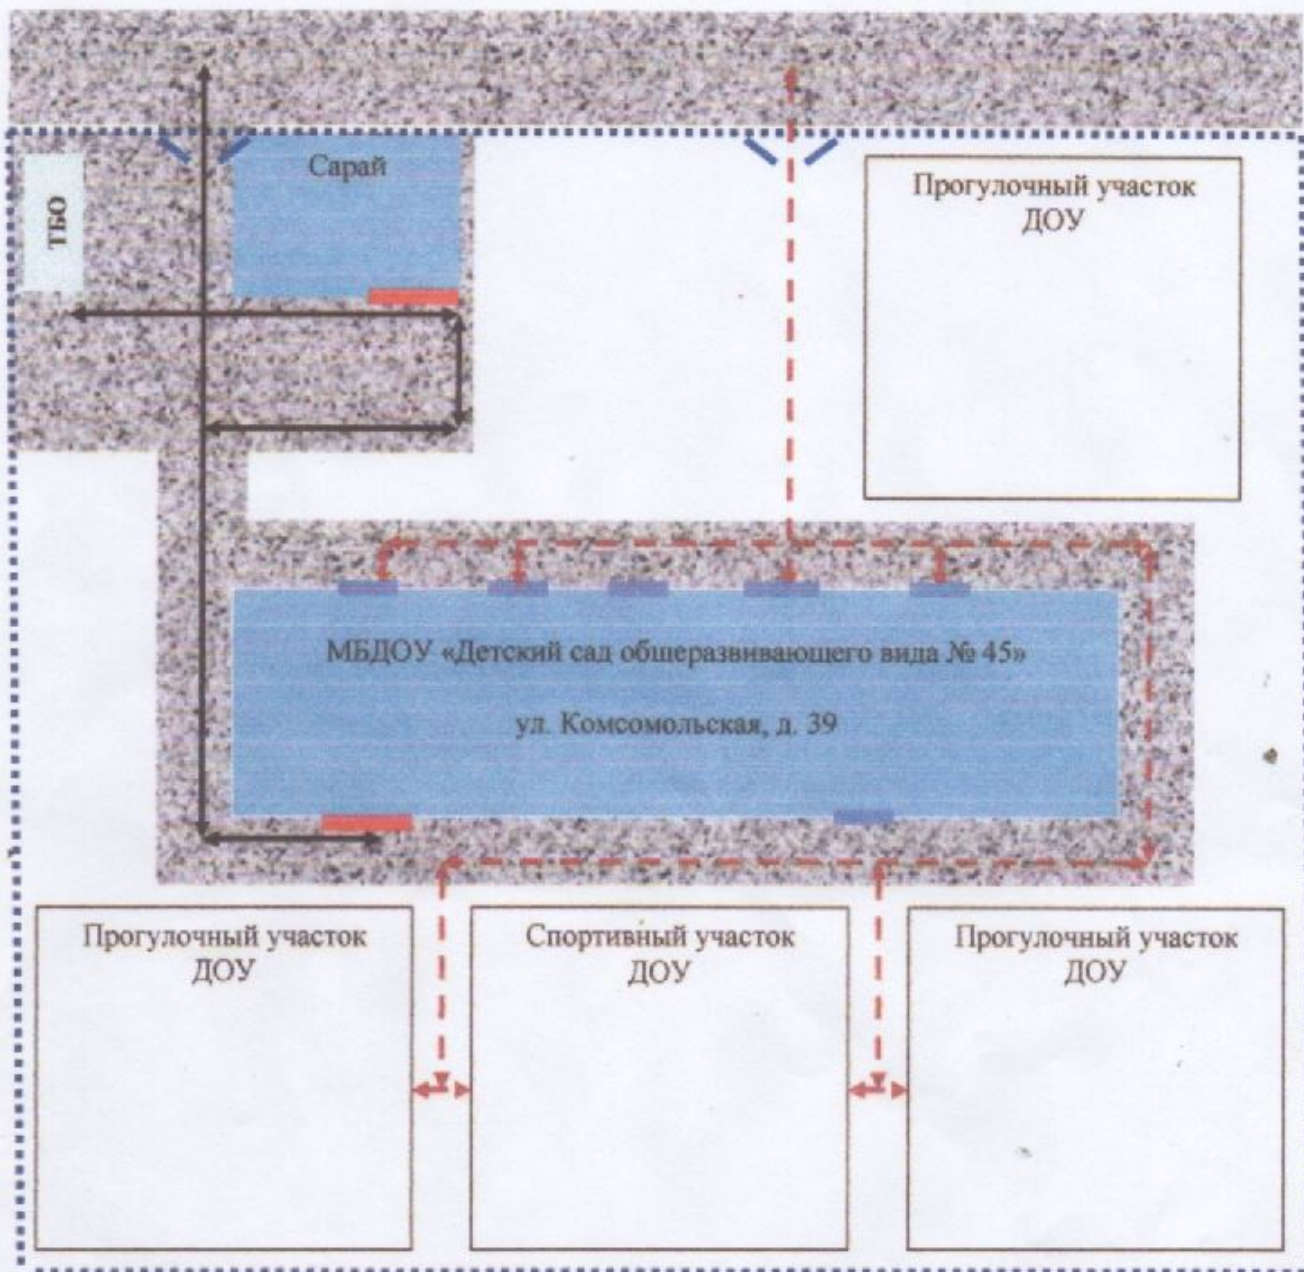 Сарай
ТБО
Прогулочный участок
ДОУ
МБДОУ «Детский сад общеразвивающего вида № 45»
ул. Комсомольская, д. 39
Прогулочный участок
ДОУ
Спортивный участок
ДОУ
Прогулочный участок
ДОУ